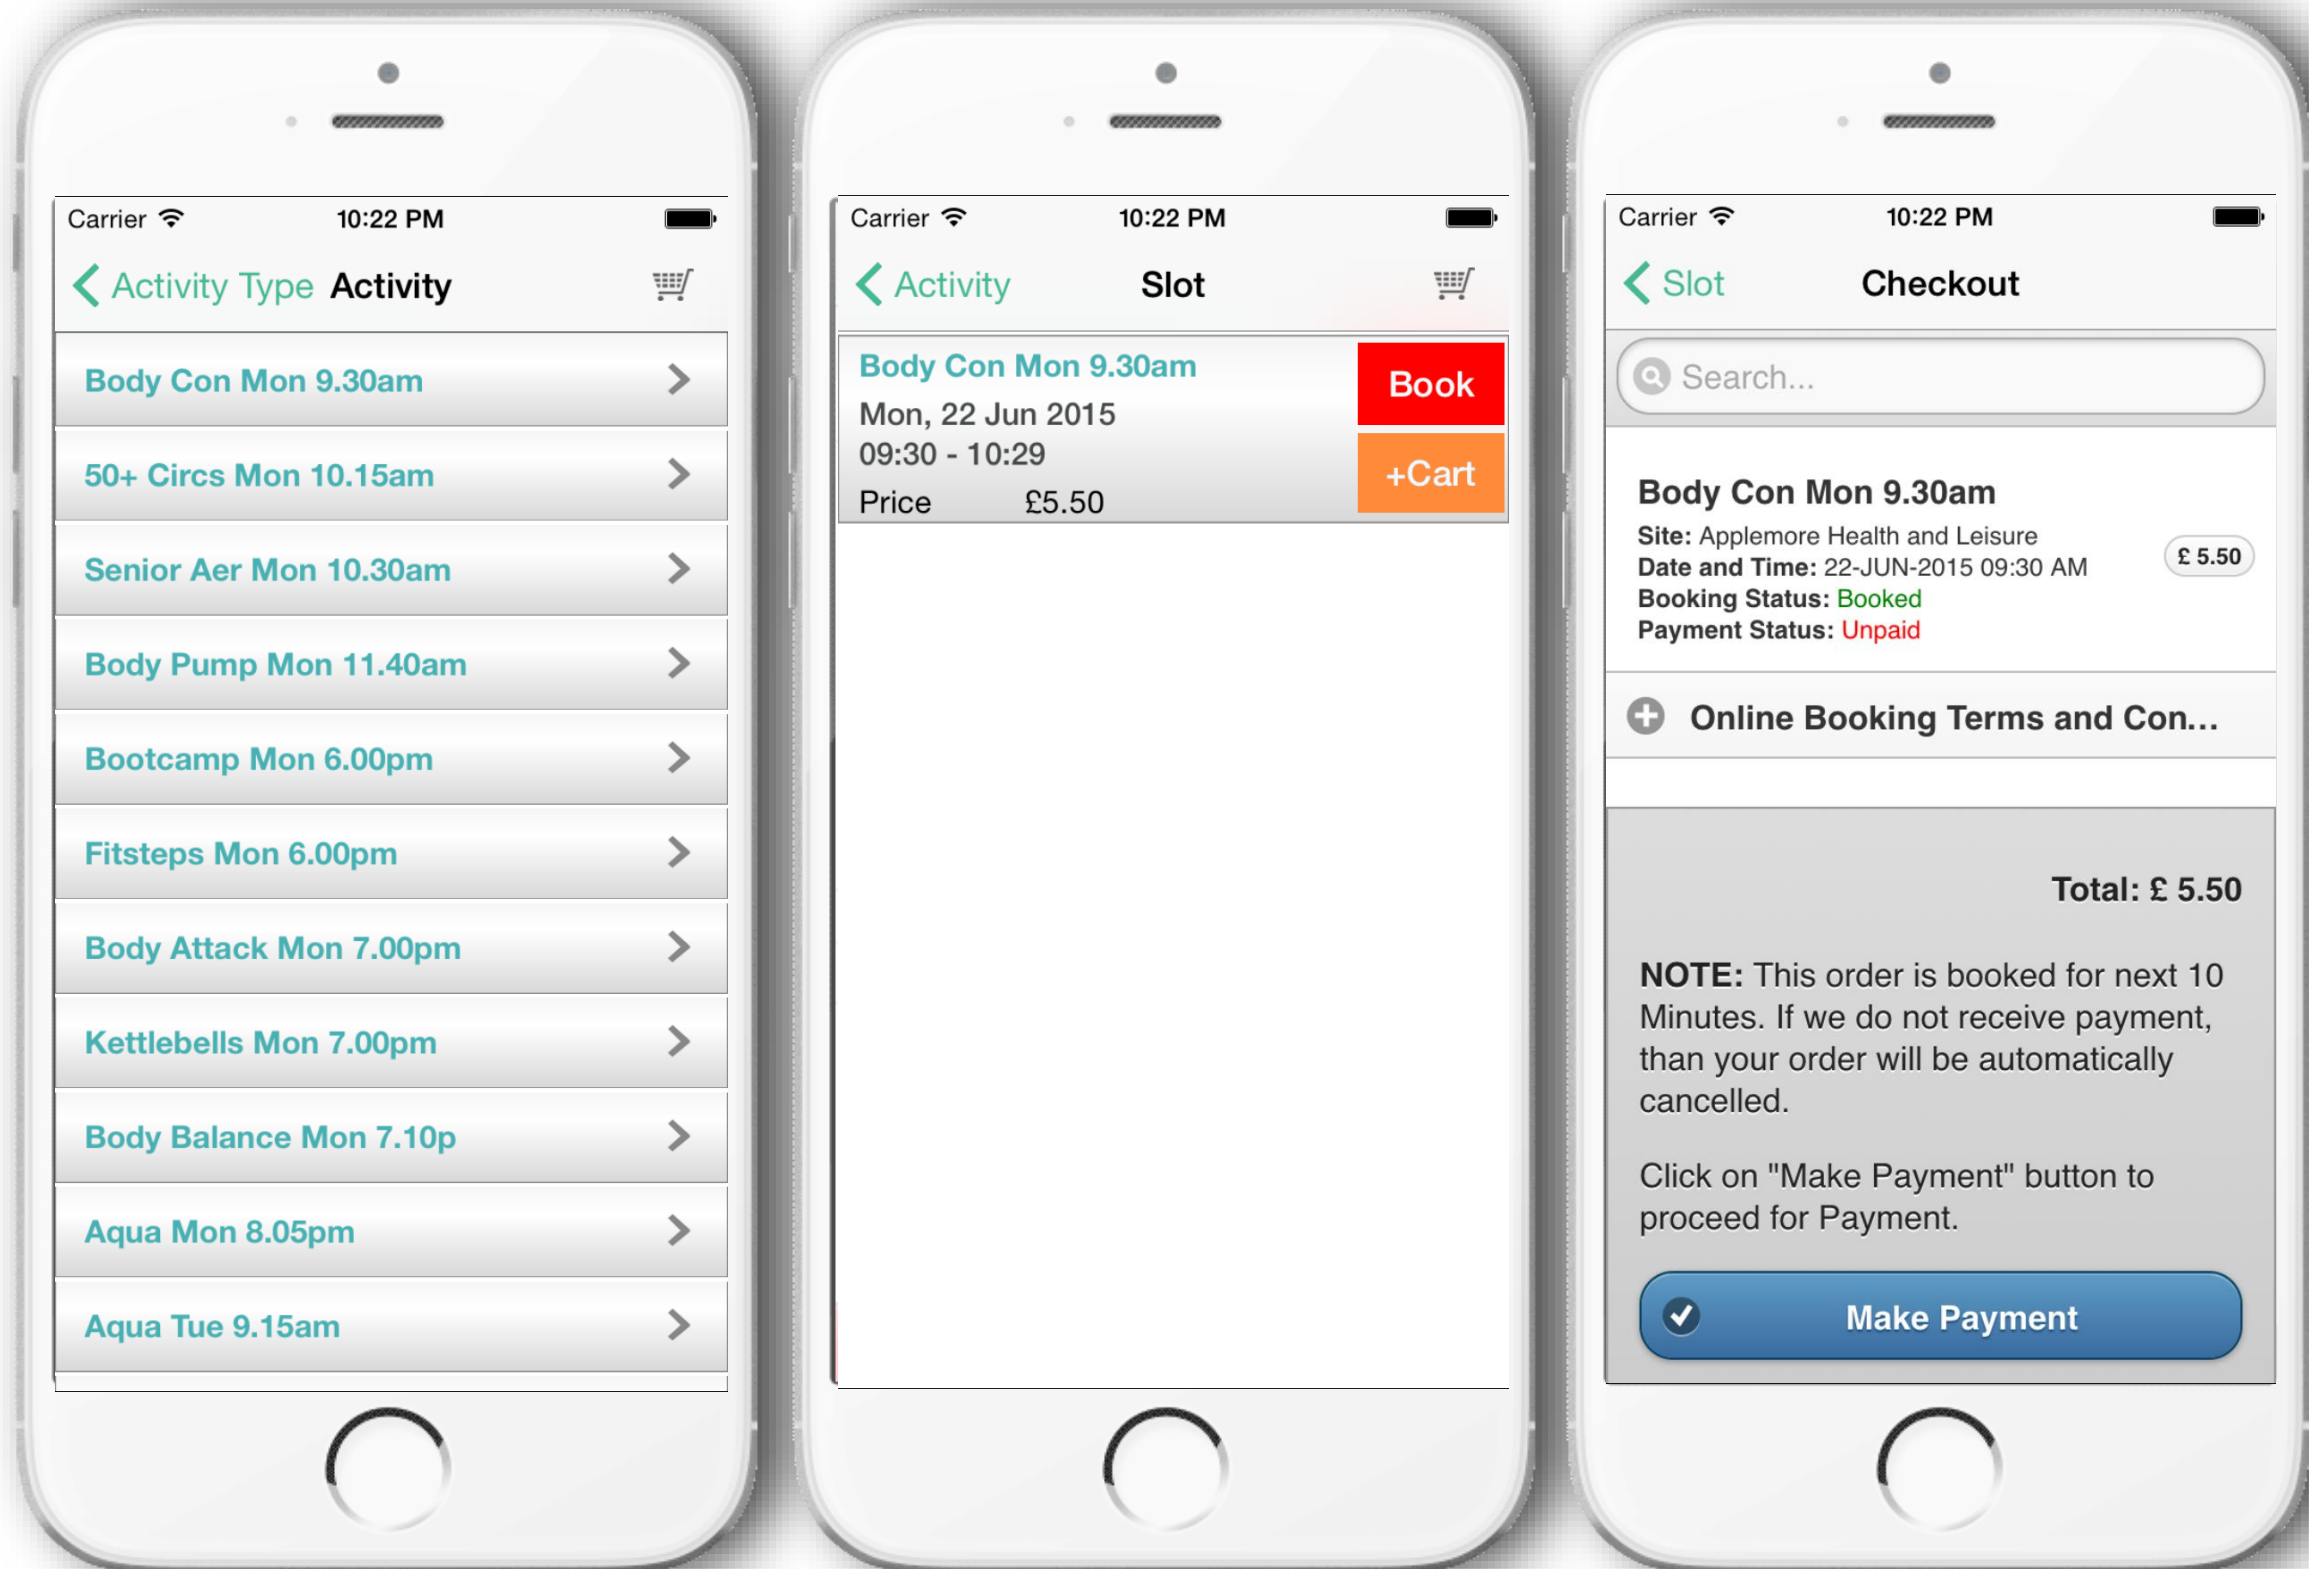 Carrier 10:22 PM
Activity Type Activity
Body Con Mon 9.30am
50+ Circs Mon 10.15am
Senior Aer Mon 10.30am
Body Pump Mon 11.40am
Bootcamp Mon 6.00pm
Fitsteps Mon 6.00pm
Body Attack Mon 7.00pm
Kettlebells Mon 7.00pm
Body Balance Mon 7.10p
Aqua Mon 8.05pm
Aqua Tue 9.15am
Carrier 10:22 PM
Activity Slot
Body Con Mon 9.30am
Mon, 22 Jun 2015
09:30 - 10:29
Price £5.50
Book
+Cart
Carrier 10:22 PM
Slot Checkout
Search...
Body Con Mon 9.30am
Site: Applemore Health and Leisure
Date and Time: 22-JUN-2015 09:30 AM
Booking Status: Booked
Payment Status: Unpaid
£ 5.50
Online Booking Terms and Con...
Total: £ 5.50
NOTE: This order is booked for next 10
Minutes. If we do not receive payment,
than your order will be automatically
cancelled.
Click on "Make Payment" button to
proceed for Payment.
Make Payment